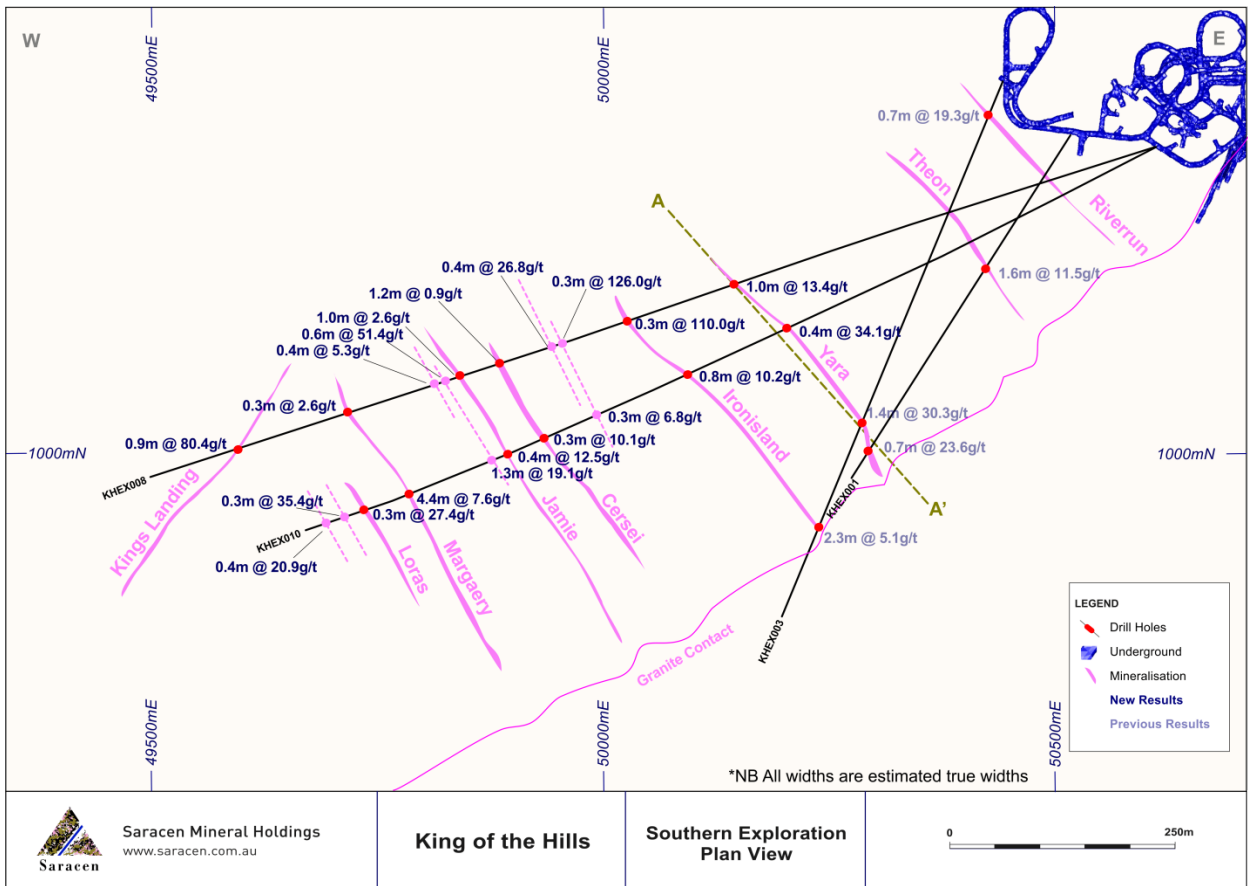 W
E
49500mE
50000mE
0.7m @ 19.3g/t
Theon
Riverrun
A
0.4m @ 26.8g/t
0.3m @ 126.0g/t
1.6m @ 11.5g/t
1.2m @ 0.9g/t
1.0m @ 13.4g/t
1.0m @ 2.6g/t
0.6m @ 51.4g/t
0.4m @ 5.3g/t
0.3m @ 110.0g/t
0.4m @ 34.1g/t
Yara
0.8m @ 10.2g/t
Ironisland
0.3m @ 2.6g/t
0.3m @ 6.8g/t
1.4m @ 30.3g/t
0.9m @ 80.4g/t
0.3m @ 10.1g/t
0.7m @ 23.6g/t
1000mN
1000mN
0.4m @ 12.5g/t
1.3m @ 19.1g/t
KHEX008
KHEX001
0.3m @ 35.4g/t
4.4m @ 7.6g/t
0.3m @ 27.4g/t
A'
Kings Landing
KHEX010
Jamie
Cersei
2.3m @ 5.1g/t
0.4m @ 20.9g/t
Loras
Margaery
KHEX003
Granite Contact
LEGEND
Drill Holes
Underground
Mineralisation
New Results
Previous Results
49500mE
50000mE
50500mE
*NB All widths are estimated true widths
Saracen
Saracen Mineral Holdings
www.saracen.com.au
King of the Hills
Southern Exploration
Plan View
0
250m